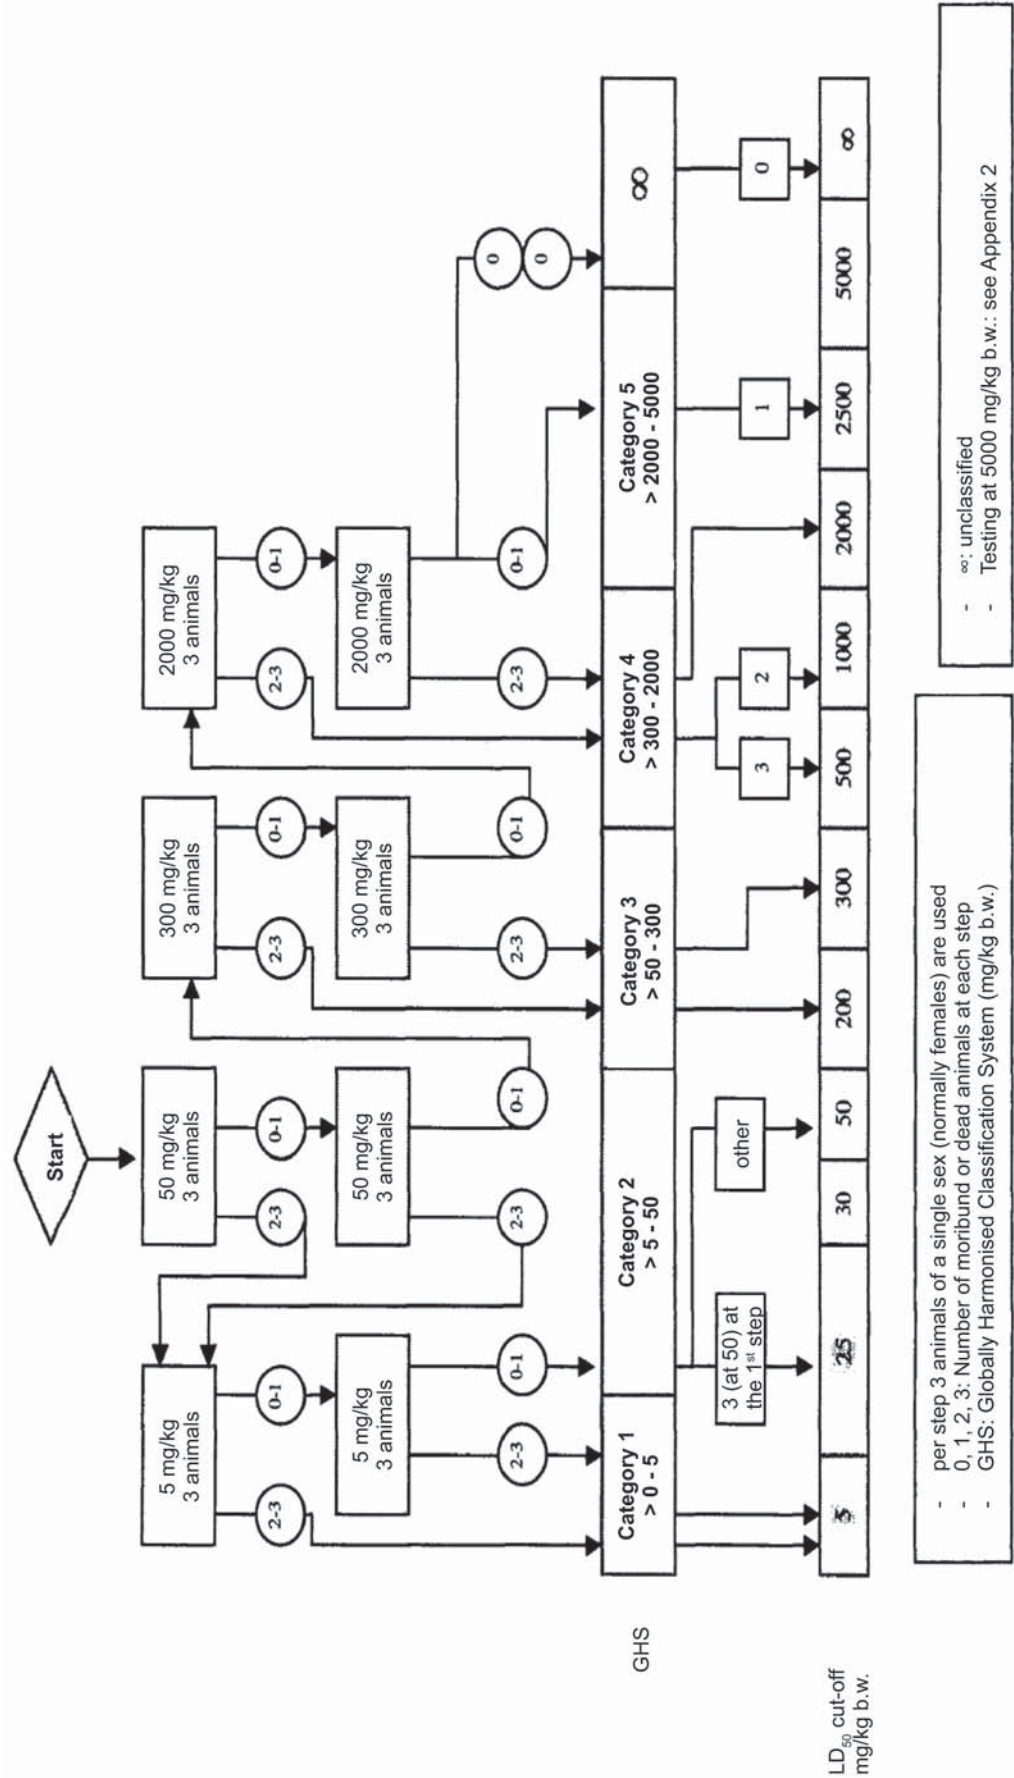 Start
5 mg/kg
3 animals
50 mg/kg
3 animals
300 mg/kg
3 animals
2000 mg/kg
3 animals
2-3
0-1
2-3
0-1
2-3
0-1
2-3
0-1
5 mg/kg
3 animals
50 mg/kg
3 animals
300 mg/kg
3 animals
2000 mg/kg
3 animals
2-3
0-1
2-3
0-1
2-3
0-1
2-3
0-1
0
0
GHS
Category 1
> 0 - 5
Category 2
> 5 - 50
Category 3
> 50 - 300
Category 4
> 300 - 2000
Category 5
> 2000 - 5000
∞
3 (at 50) at
the 1st step
other
3
2
1
0
LD50 cut-off
mg/kg b.w.
5
25
30
50
200
300
500
1000
2000
2500
5000
∞
- per step 3 animals of a single sex (normally females) are used
- 0, 1, 2, 3: Number of moribund or dead animals at each step
- GHS: Globally Harmonised Classification System (mg/kg b.w.)
- ∞: unclassified
- Testing at 5000 mg/kg b.w.: see Appendix 2